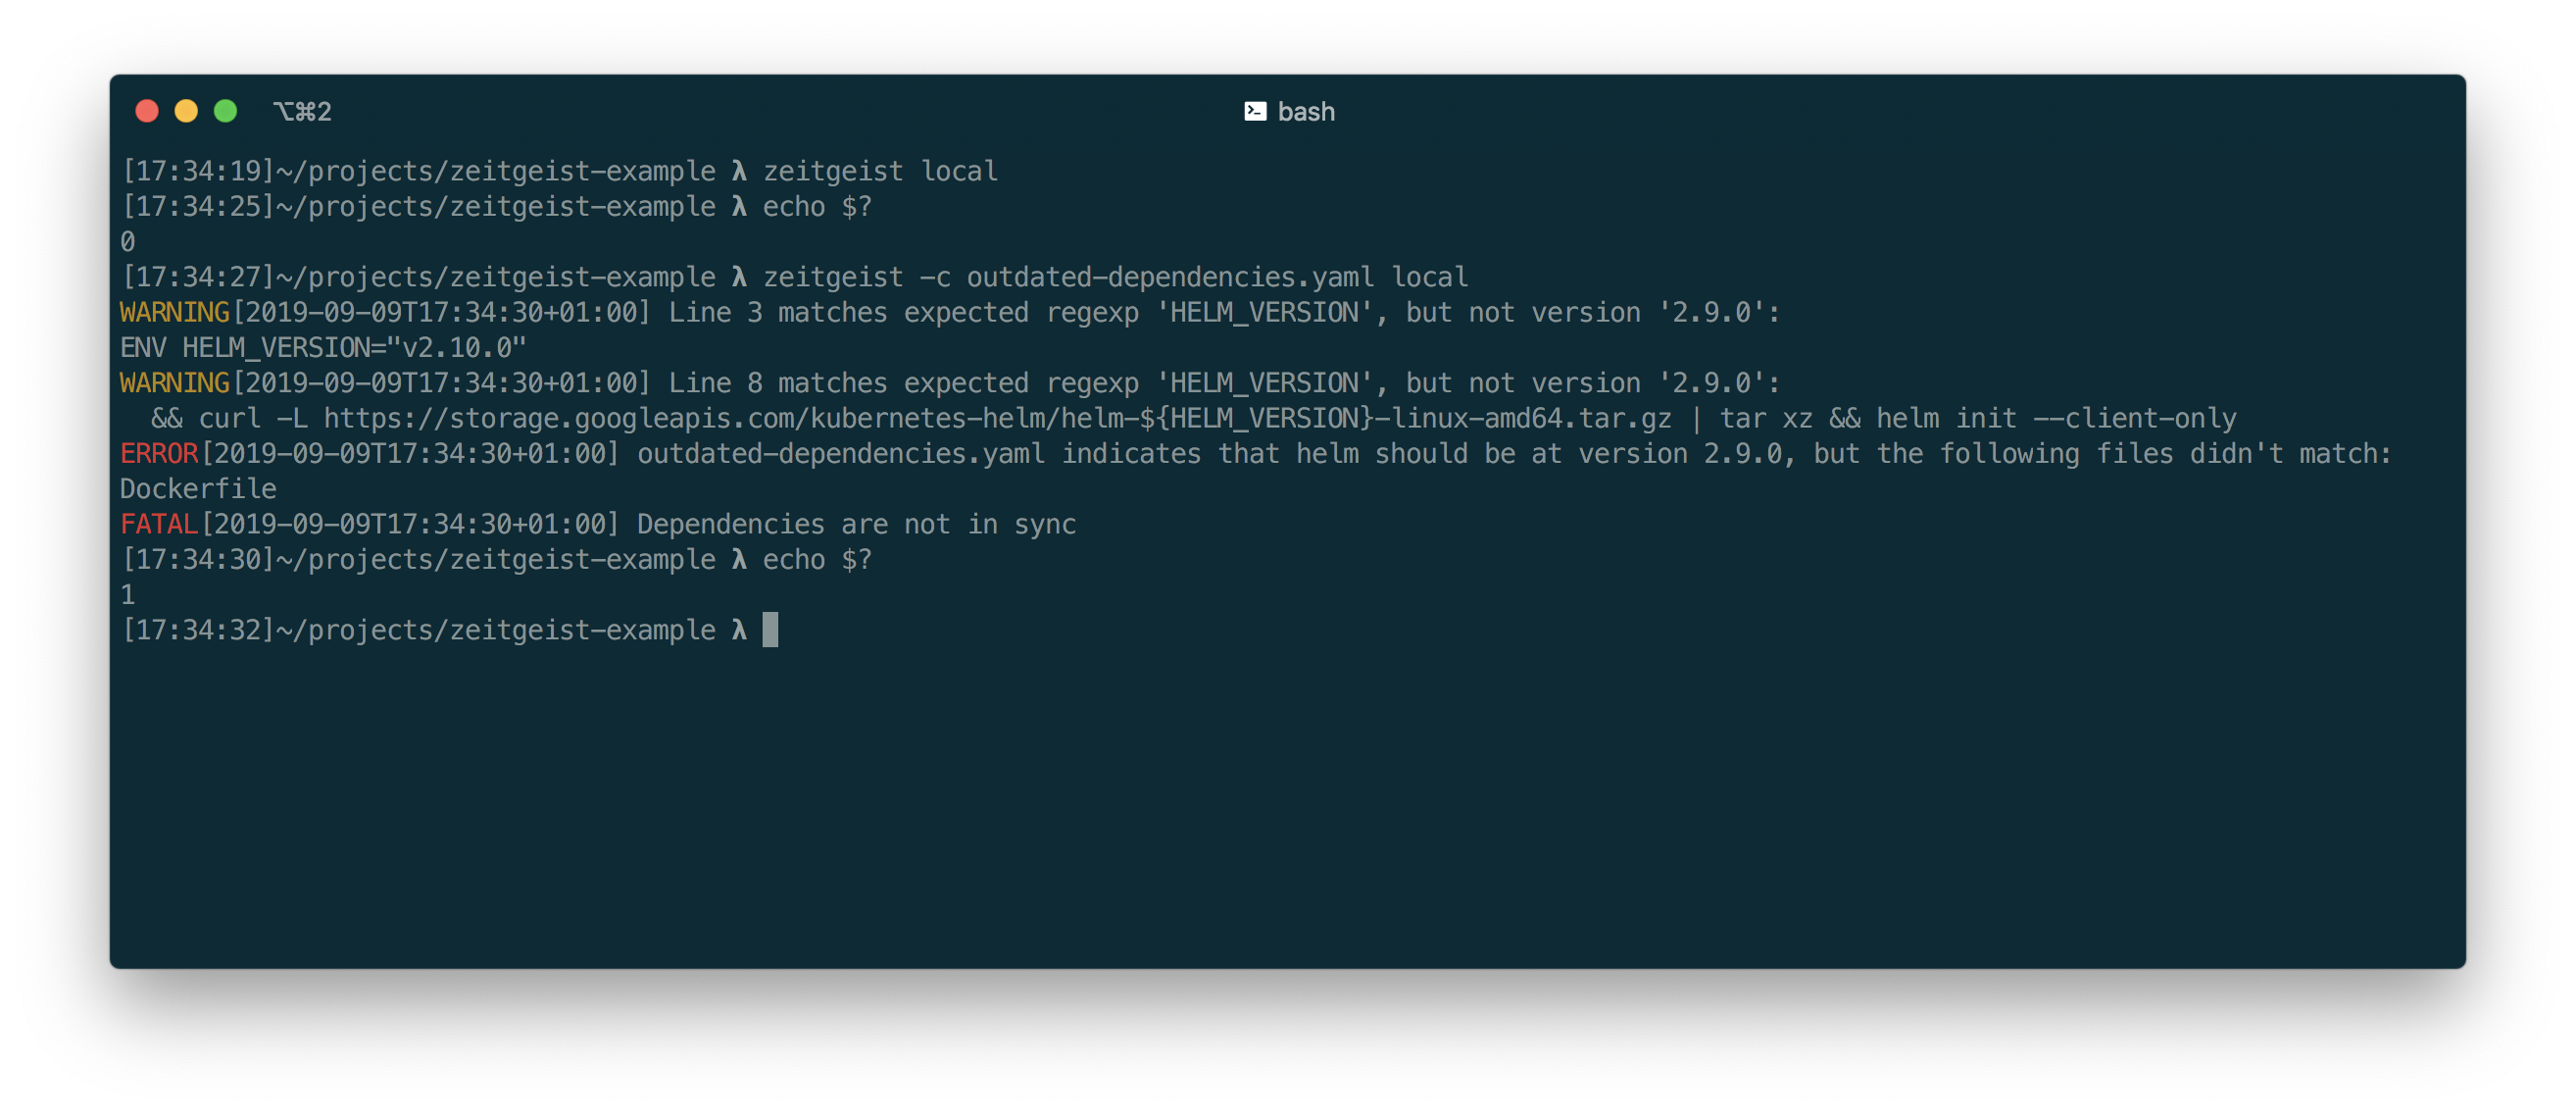 ⌥⌘2
bash
[17:34:19]~/projects/zeitgeist-example λ zeitgeist local
[17:34:25]~/projects/zeitgeist-example λ echo $?
0
[17:34:27]~/projects/zeitgeist-example λ zeitgeist -c outdated-dependencies.yaml local
WARNING[2019-09-09T17:34:30+01:00] Line 3 matches expected regexp 'HELM_VERSION', but not version '2.9.0':
ENV HELM_VERSION="v2.10.0"
WARNING[2019-09-09T17:34:30+01:00] Line 8 matches expected regexp 'HELM_VERSION', but not version '2.9.0':
  && curl -L https://storage.googleapis.com/kubernetes-helm/helm-${HELM_VERSION}-linux-amd64.tar.gz | tar xz && helm init --client-only
ERROR[2019-09-09T17:34:30+01:00] outdated-dependencies.yaml indicates that helm should be at version 2.9.0, but the following files didn't match:
Dockerfile
FATAL[2019-09-09T17:34:30+01:00] Dependencies are not in sync
[17:34:30]~/projects/zeitgeist-example λ echo $?
1
[17:34:32]~/projects/zeitgeist-example λ